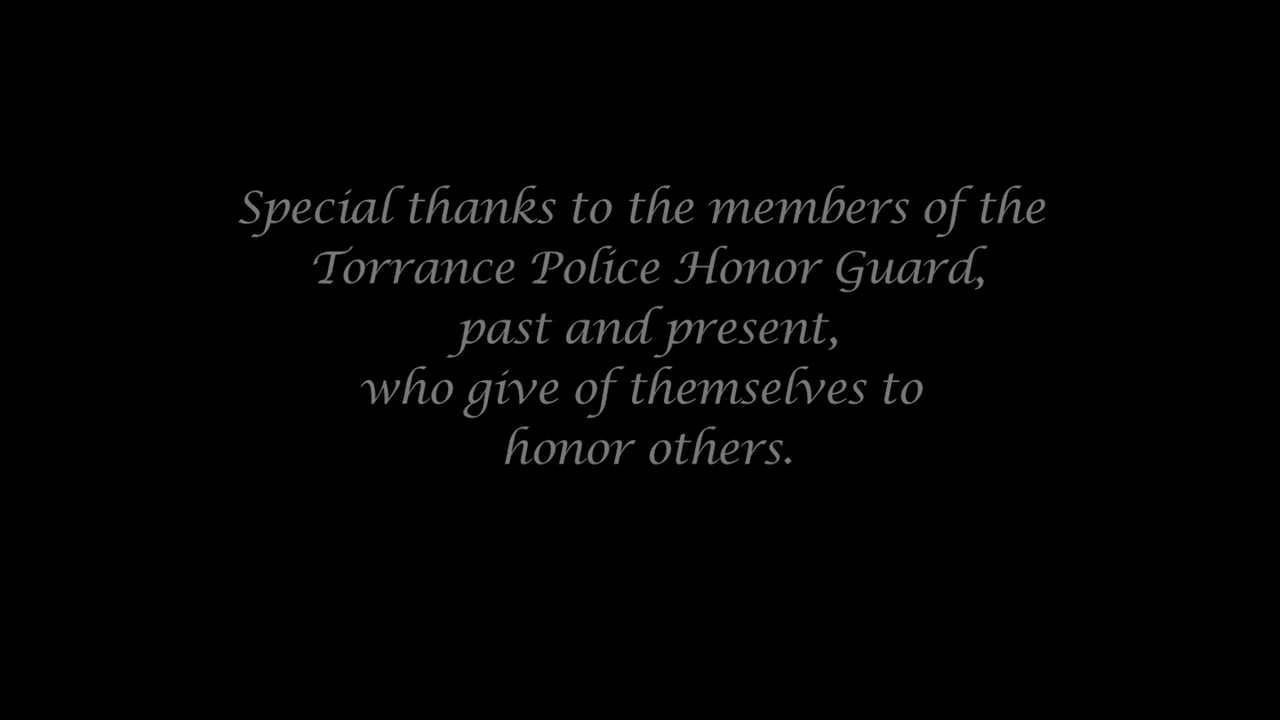 Special thanks to the members of the
Torrance Police Honor Guard,
past and present,
who give of themselves to
honor others.